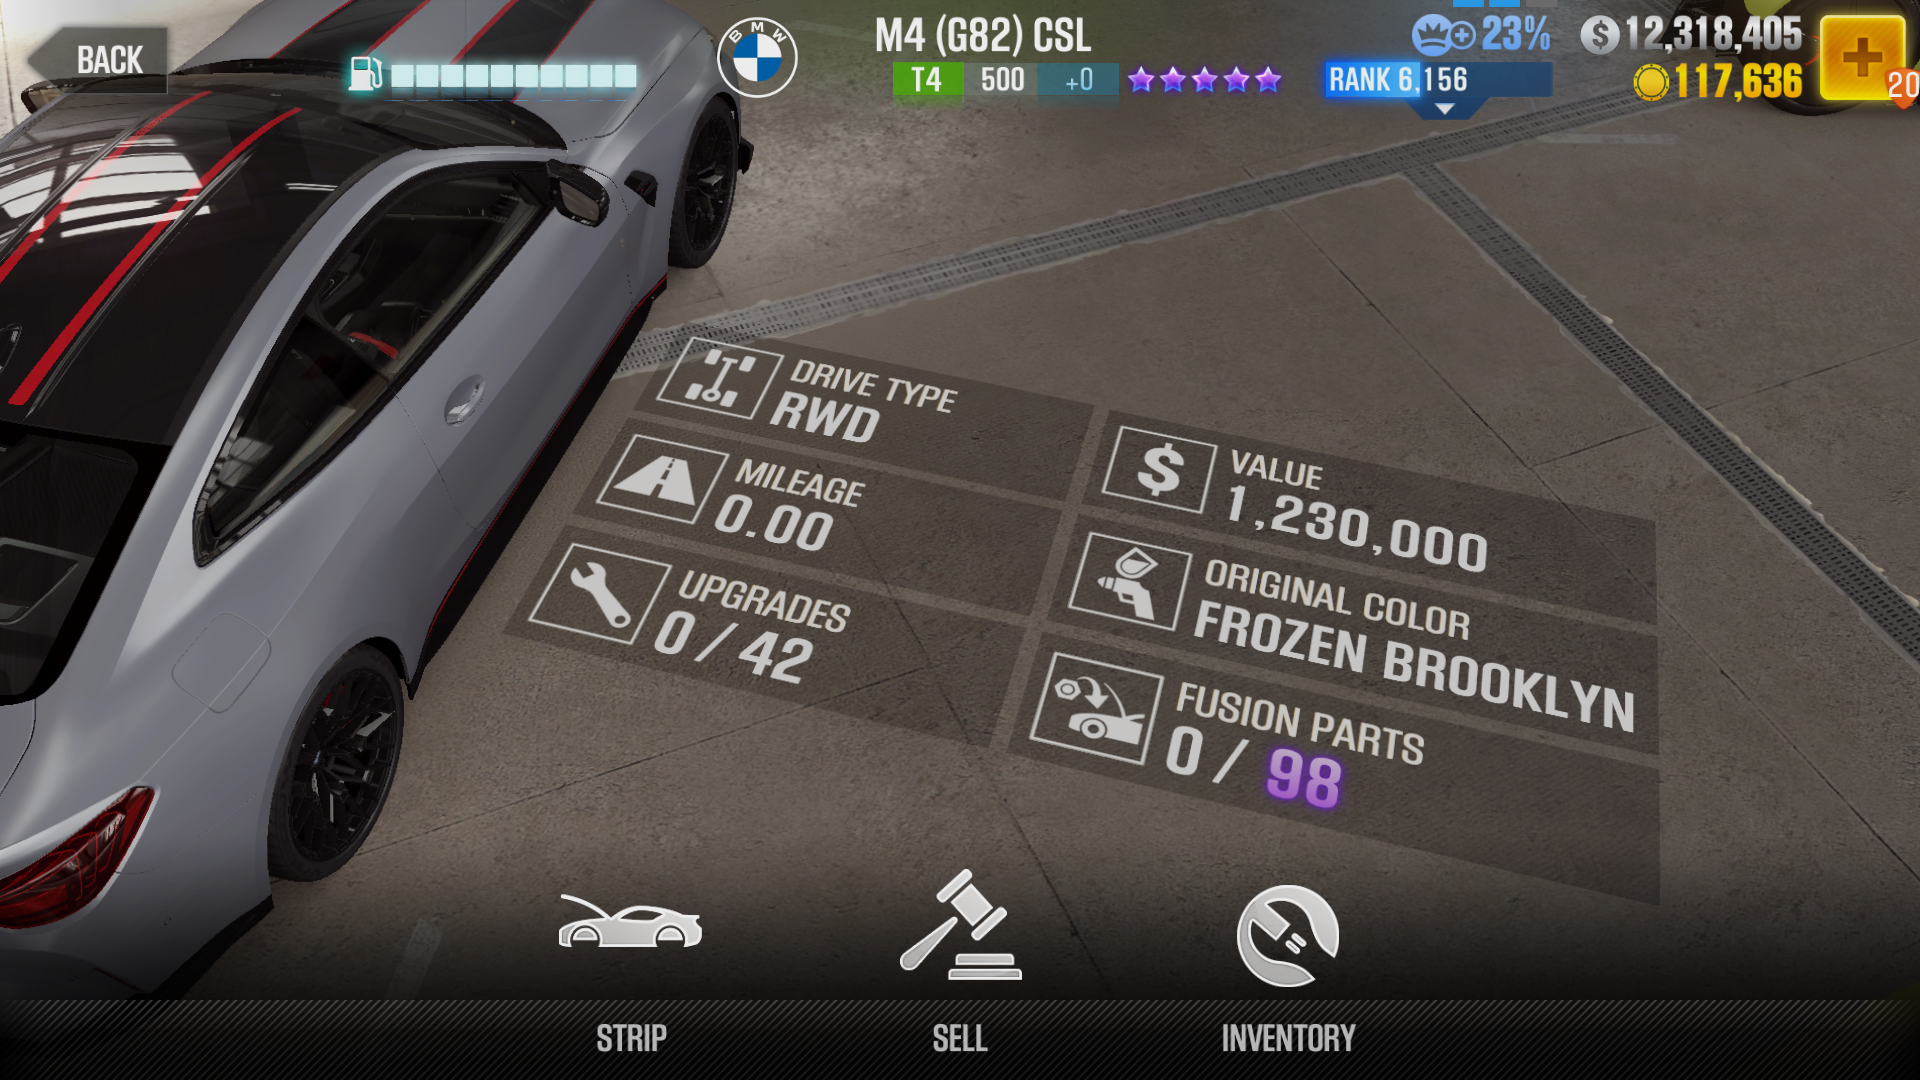 BACK
BMW
M4 (G82) CSL
T4 500 +0
23%
RANK 6,156
12,318,405
117,636
20
DRIVE TYPE
RWD
MILEAGE
0.00
UPGRADES
0/42
VALUE
1,230,000
ORIGINAL COLOR
FROZEN BROOKLYN
FUSION PARTS
0/98
STRIP
SELL
INVENTORY